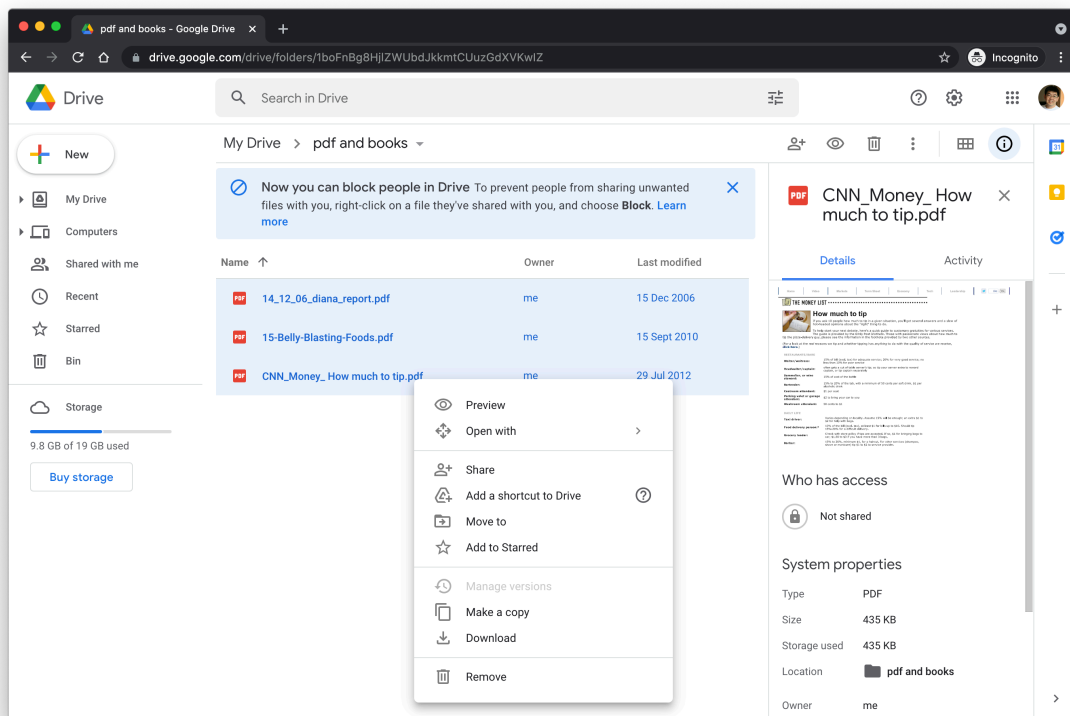 pdf and books - Google Drive
drive.google.com/drive/folders/1boFnBg8HjIZWUbdJkkmtCUuzGdXVKwIZ
Incognito
Drive
Search in Drive
New
My Drive
Computers
Shared with me
Recent
Starred
Bin
Storage
9.8 GB of 19 GB used
Buy storage
My Drive > pdf and books
Now you can block people in Drive To prevent people from sharing unwanted
files with you, right-click on a file they've shared with you, and choose Block. Learn
more
Name Owner Last modified
PDF 14_12_06_diana_report.pdf me 15 Dec 2006
PDF 15-Belly-Blasting-Foods.pdf me 15 Sept 2010
PDF CNN_Money_ How much to tip.pdf me 29 Jul 2012
Preview
Open with
Share
Add a shortcut to Drive
Move to
Add to Starred
Manage versions
Make a copy
Download
Remove
PDF CNN_Money_ How
much to tip.pdf
Details Activity
THE MONEY LIST
How much to tip
Who has access
Not shared
System properties
Type PDF
Size 435 KB
Storage used 435 KB
Location pdf and books
Owner me
31